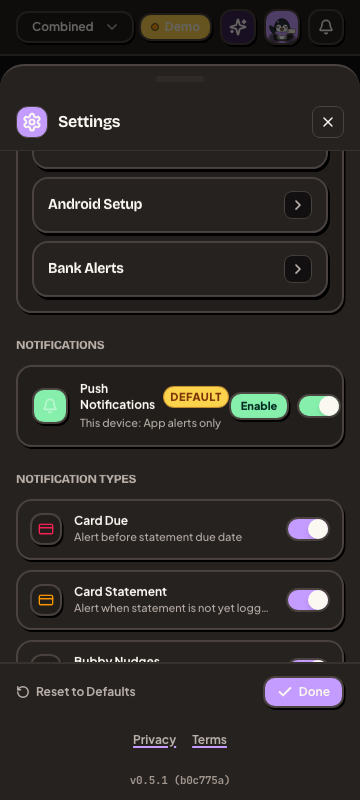 Combined
Demo
Settings
Android Setup
Bank Alerts
NOTIFICATIONS
Push
Notifications
DEFAULT
Enable
This device: App alerts only
NOTIFICATION TYPES
Card Due
Alert before statement due date
Card Statement
Alert when statement is not yet logg...
Bubby Nudges
Reset to Defaults
Done
Privacy
Terms
v0.5.1 (b0c775a)